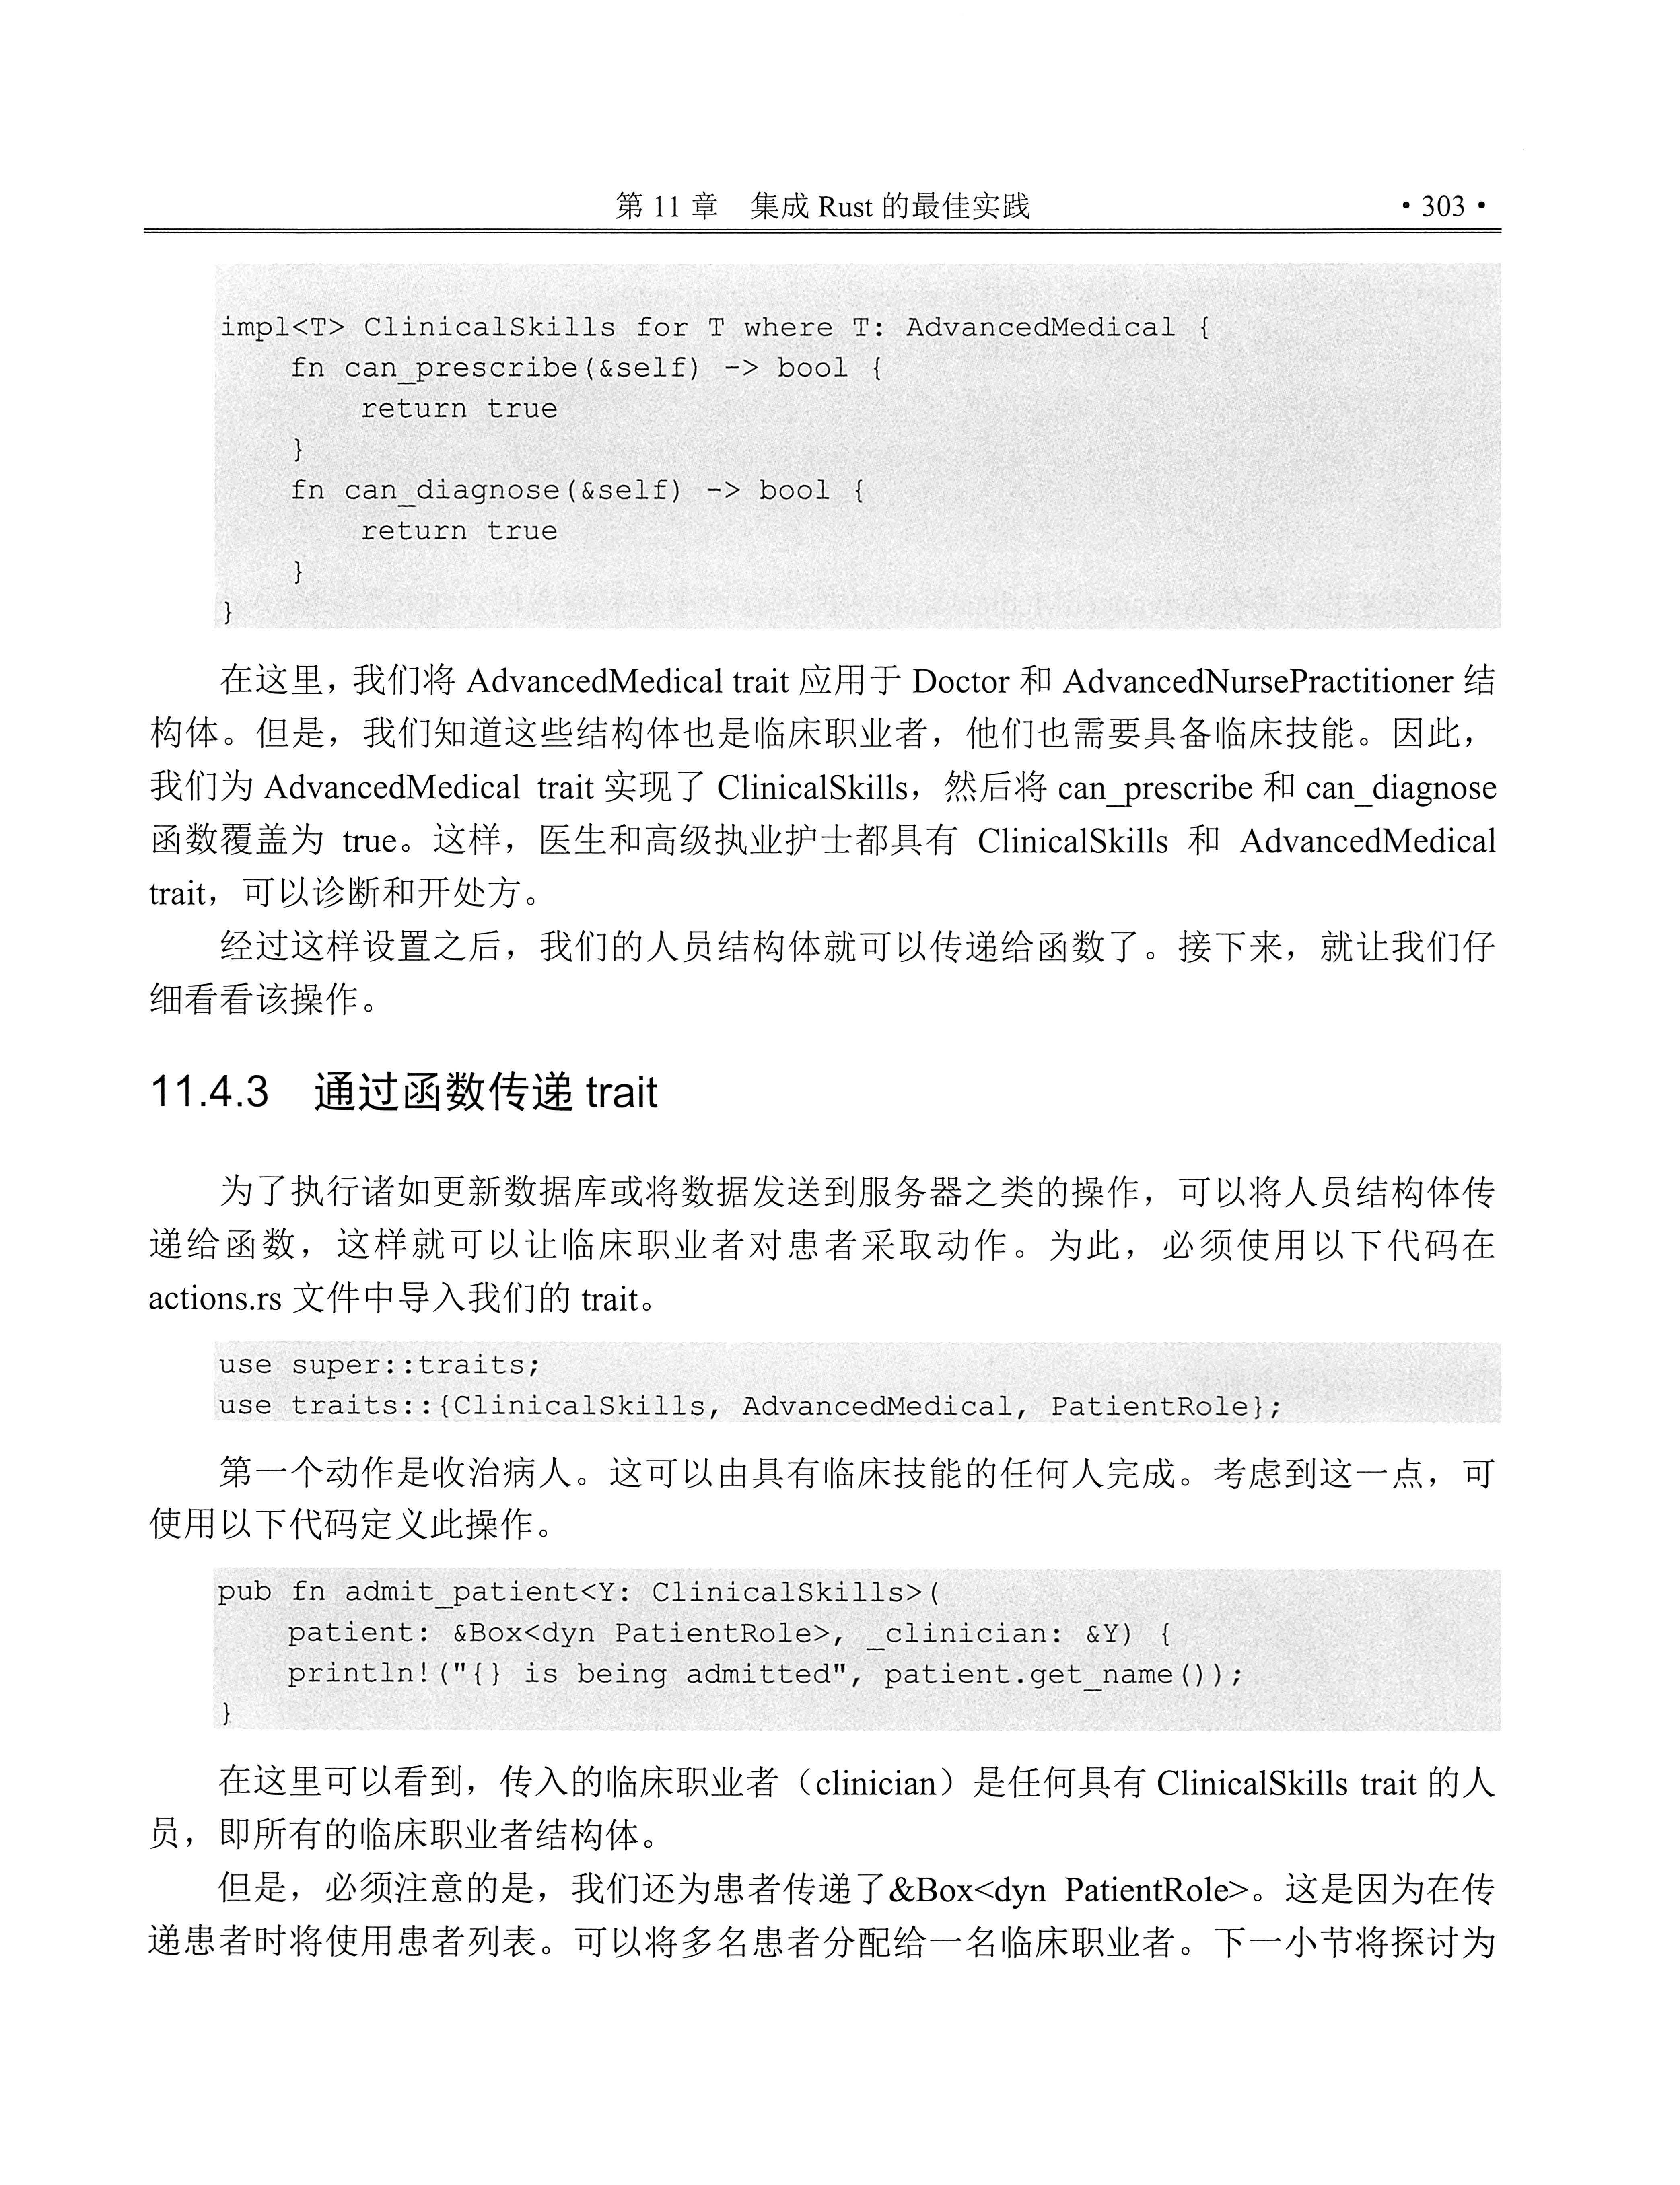 第 11 章 集成 Rust 的最佳实践 • 303 •
impl<T> ClinicalSkills for T where T: AdvancedMedical {
    fn can_prescribe(&self) -> bool {
        return true
    }
    fn can_diagnose(&self) -> bool {
        return true
    }
}
在这里，我们将 AdvancedMedical trait 应用于 Doctor 和 AdvancedNursePractitioner 结
构体。但是，我们知道这些结构体也是临床职业者，他们也需要具备临床技能。因此，
我们为 AdvancedMedical trait 实现了 ClinicalSkills，然后将 can_prescribe 和 can_diagnose
函数覆盖为 true。这样，医生和高级执业护士都具有 ClinicalSkills 和 AdvancedMedical
trait，可以诊断和开处方。
经过这样设置之后，我们的人员结构体就可以传递给函数了。接下来，就让我们仔
细看看该操作。
11.4.3 通过函数传递 trait
为了执行诸如更新数据库或将数据发送到服务器之类的操作，可以将人员结构体传
递给函数，这样就可以让临床职业者对患者采取动作。为此，必须使用以下代码在
actions.rs 文件中导入我们的 trait。
use super::traits;
use traits::{ClinicalSkills, AdvancedMedical, PatientRole};
第一个动作是收治病人。这可以由具有临床技能的任何人完成。考虑到这一点，可
使用以下代码定义此操作。
pub fn admit_patient<Y: ClinicalSkills>(
    patient: &Box<dyn PatientRole>, _clinician: &Y) {
    println!("{} is being admitted", patient.get_name());
}
在这里可以看到，传入的临床职业者（clinician）是任何具有 ClinicalSkills trait 的人
员，即所有的临床职业者结构体。
但是，必须注意的是，我们还为患者传递了&Box<dyn PatientRole>。这是因为在传
递患者时将使用患者列表。可以将多名患者分配给一名临床职业者。下一小节将探讨为